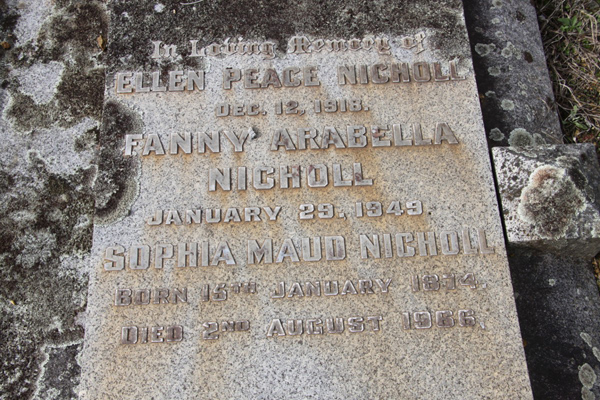 In Loving Memory of
ELLEN PEACE NICHOLL
DEC. 12, 1918.
FANNY ARABELLA
NICHOLL
JANUARY 29. 1949.
SOPHIA MAUD NICHOLL
BORN 15TH JANUARY 1874.
DIED 2ND AUGUST 1966.